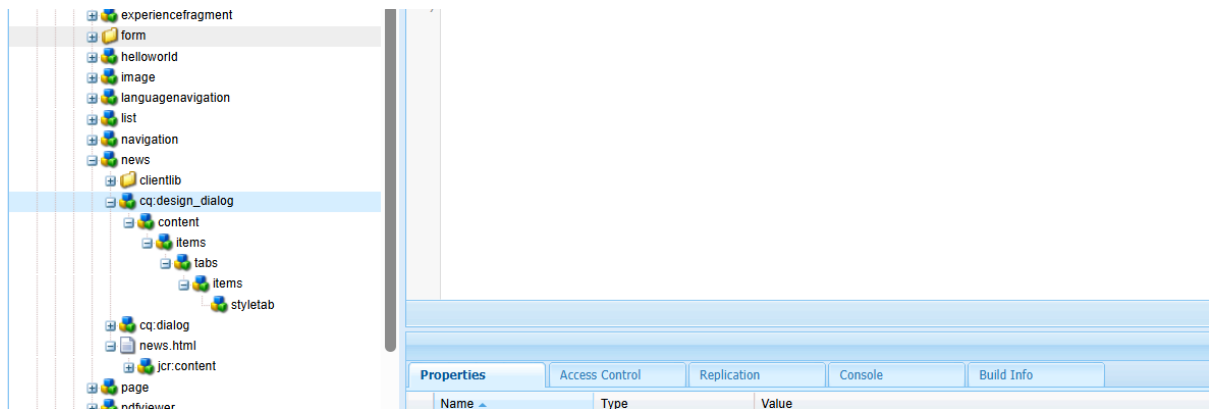 experiencefragment
form
helloworld
image
languagenavigation
list
navigation
news
clientlib
cq:design_dialog
content
items
tabs
items
styletab
cq:dialog
news.html
jcr:content
page
pdfviewer
Properties Access Control Replication Console Build Info
Name Type Value